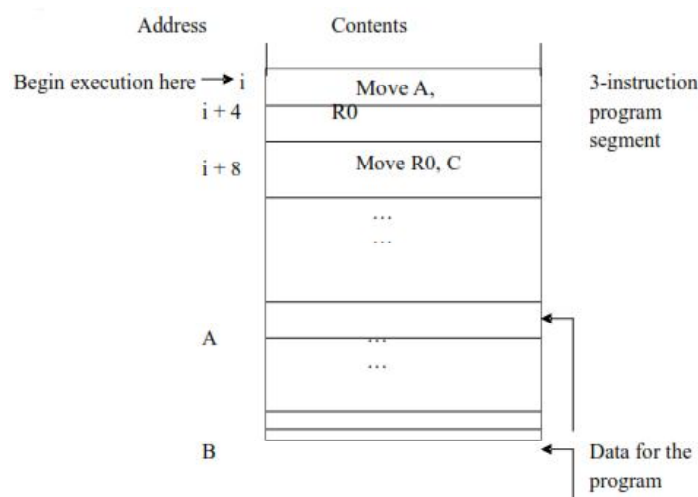 Address Contents
Begin execution here i Move A, 3-instruction
i + 4 R0 program
segment
i + 8 Move R0, C
...
...
A
...
...
B Data for the
program